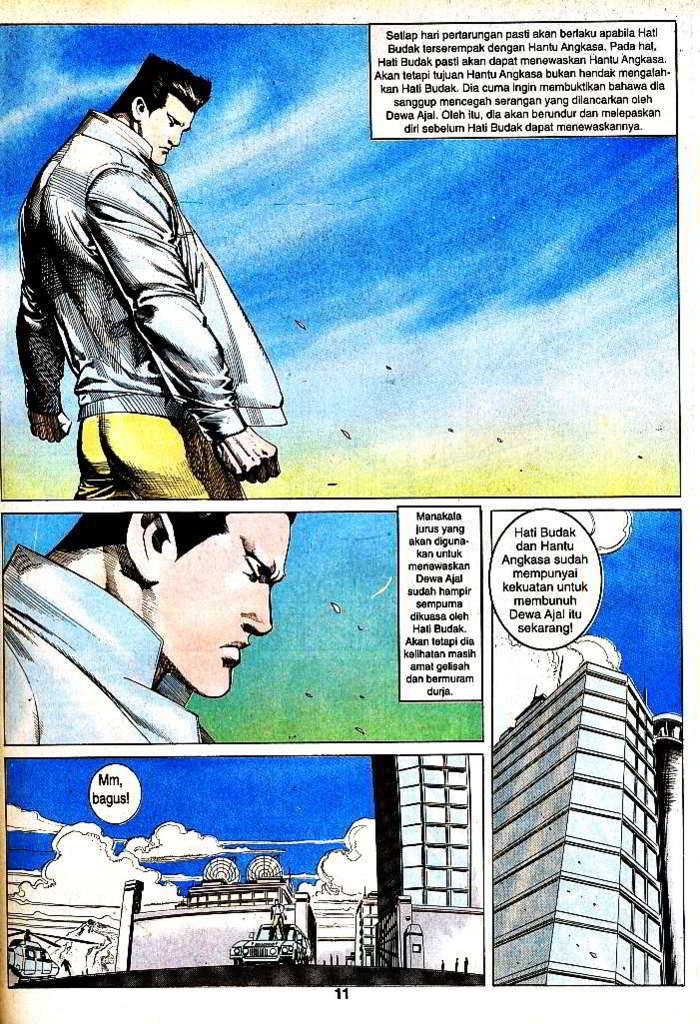 Setiap hari pertarungan pasti akan berlaku apabila Hati
Budak terserempak dengan Hantu Angkasa. Pada hal,
Hati Budak pasti akan dapat menewaskan Hantu Angkasa.
Akan tetapi tujuan Hantu Angkasa bukan hendak mengalah-
kan Hati Budak. Dia cuma ingin membuktikan bahawa dia
sanggup mencegah serangan yang dilancarkan oleh
Dewa Ajal. Oleh itu, dia akan berundur dan melepaskan
diri sebelum Hati Budak dapat menewaskannya.
Manakala
jurus yang
akan diguna-
kan untuk
menewaskan
Dewa Ajal
sudah hampir
sempurna
dikuasa oleh
Hati Budak.
Akan tetapi dia
kelihatan masih
amat gelisah
dan bermuram
durja.
Hati Budak
dan Hantu
Angkasa sudah
mempunyai
kekuatan untuk
membunuh
Dewa Ajal itu
sekarang!
Mm,
bagus!
11